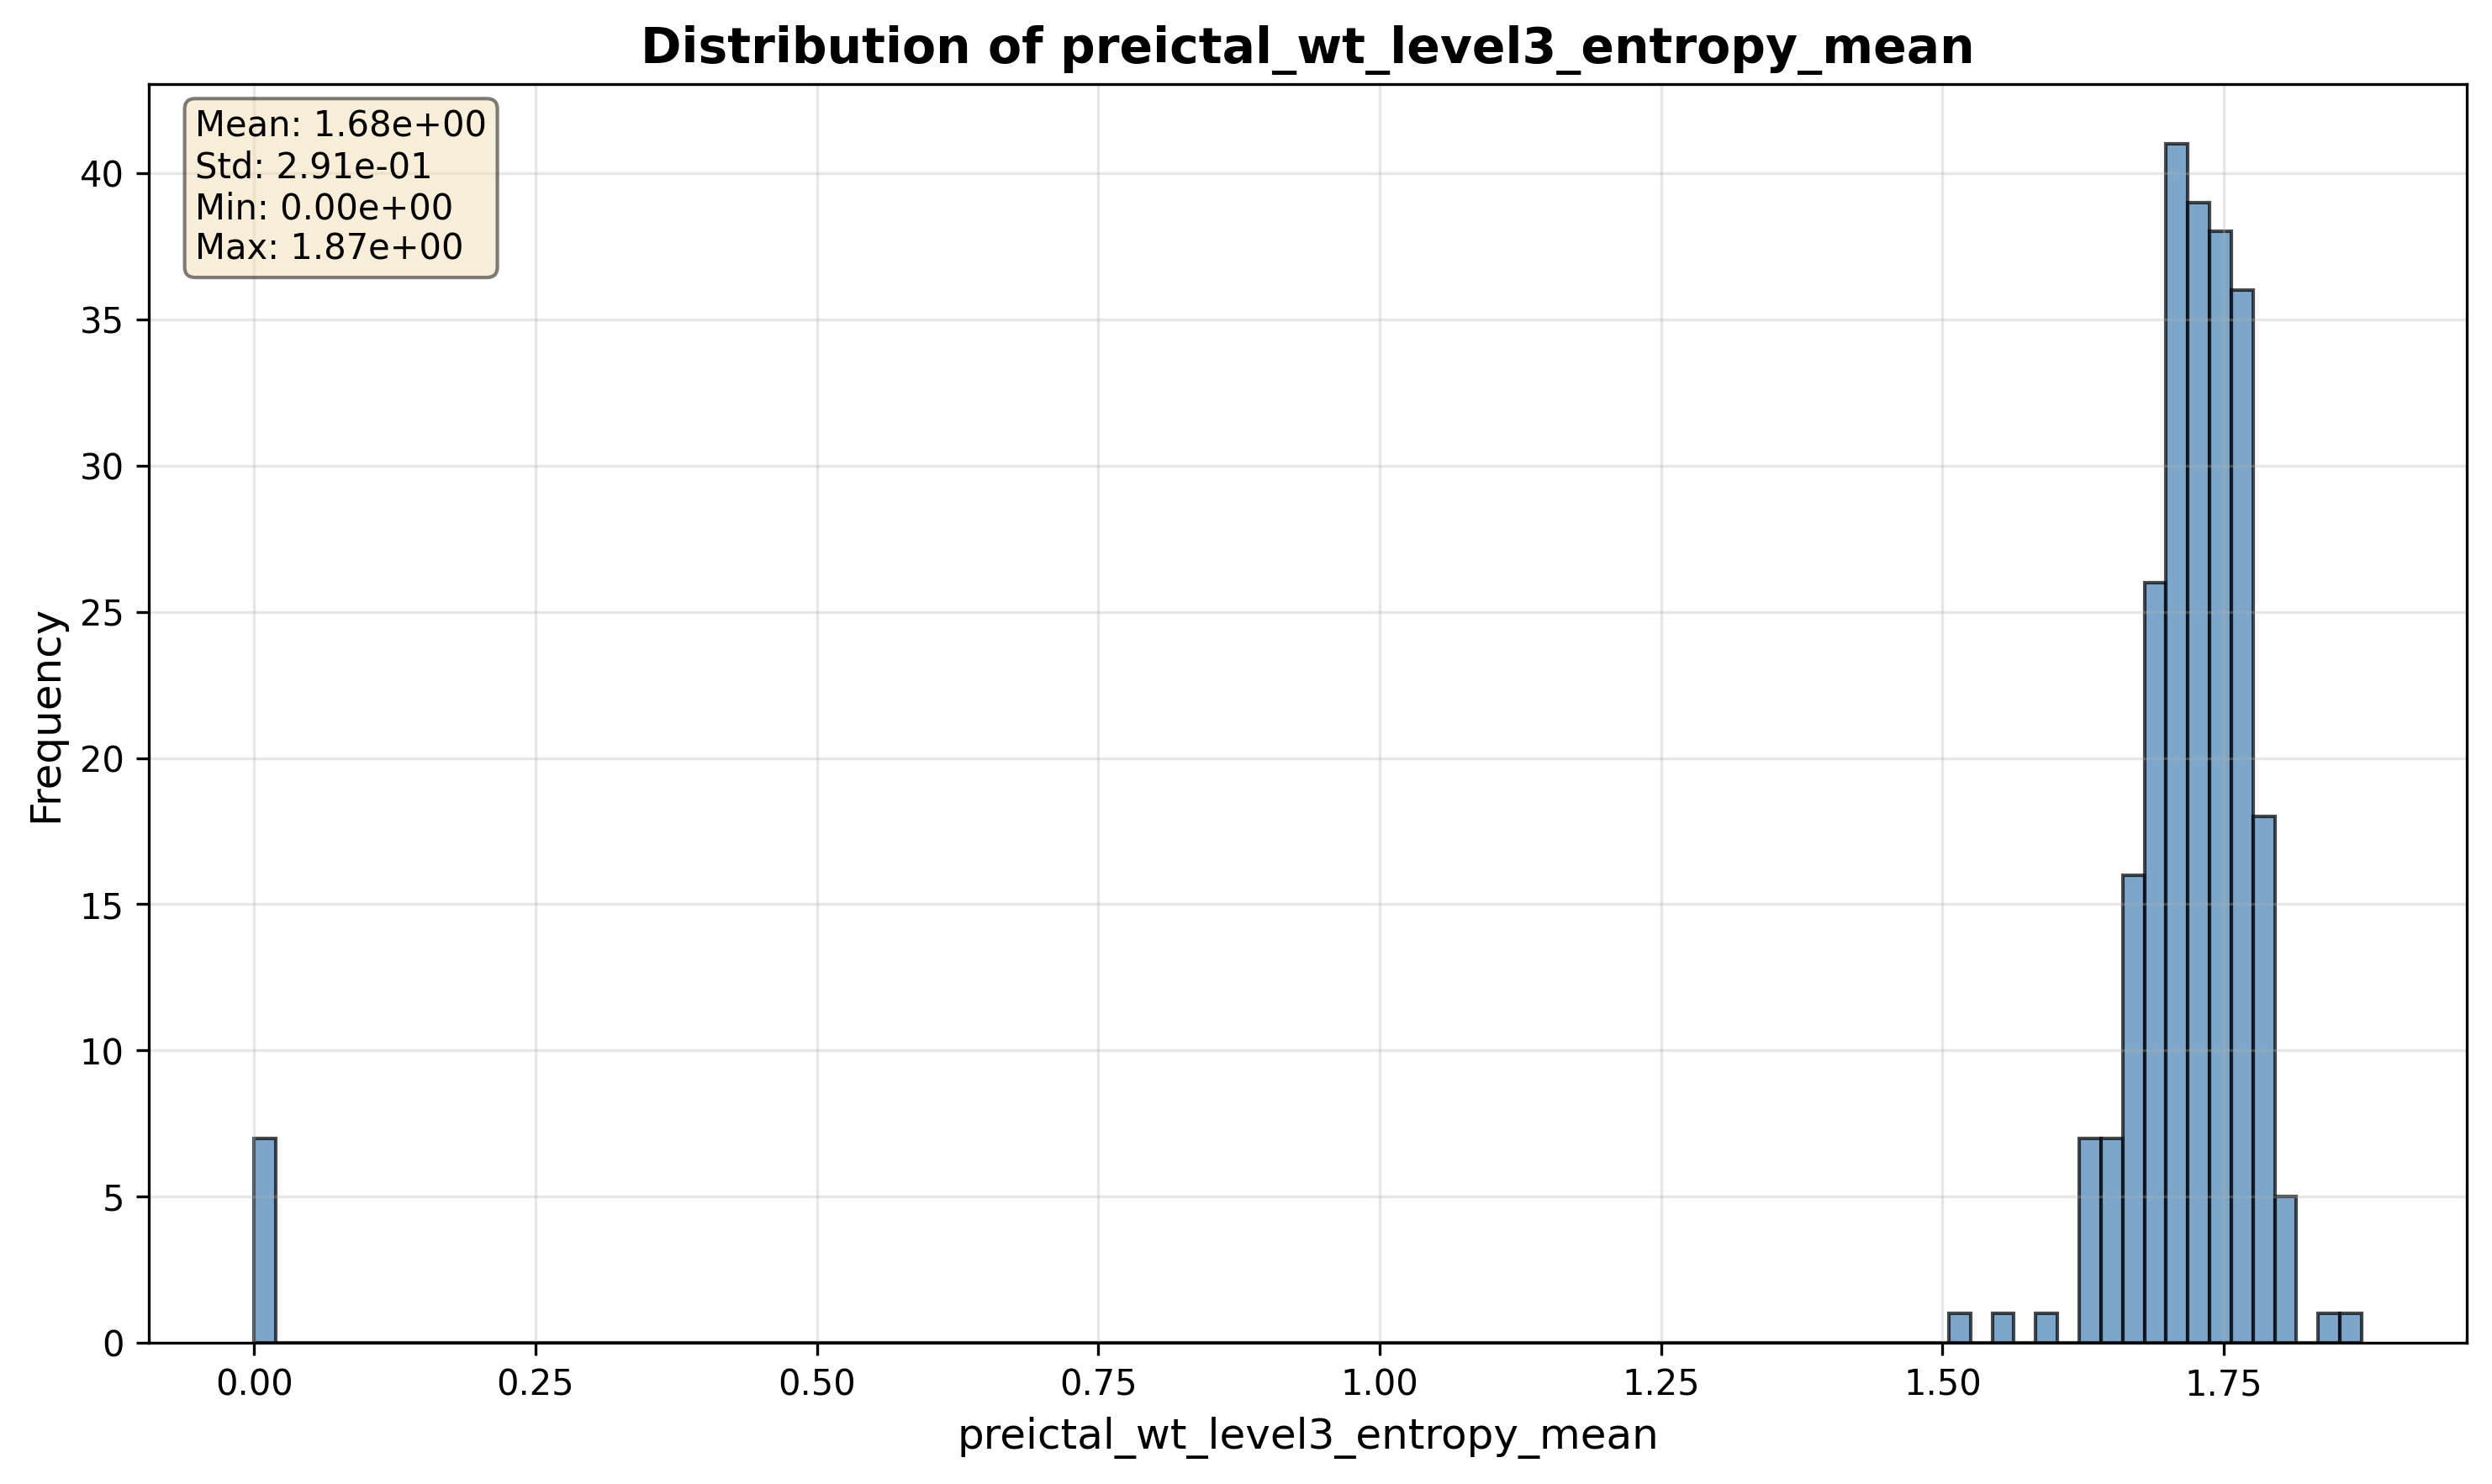 Distribution of preictal_wt_level3_entropy_mean
Mean: 1.68e+00
Std: 2.91e-01
Min: 0.00e+00
Max: 1.87e+00
Frequency
40
35
30
25
20
15
10
5
0
0.00 0.25 0.50 0.75 1.00 1.25 1.50 1.75
preictal_wt_level3_entropy_mean